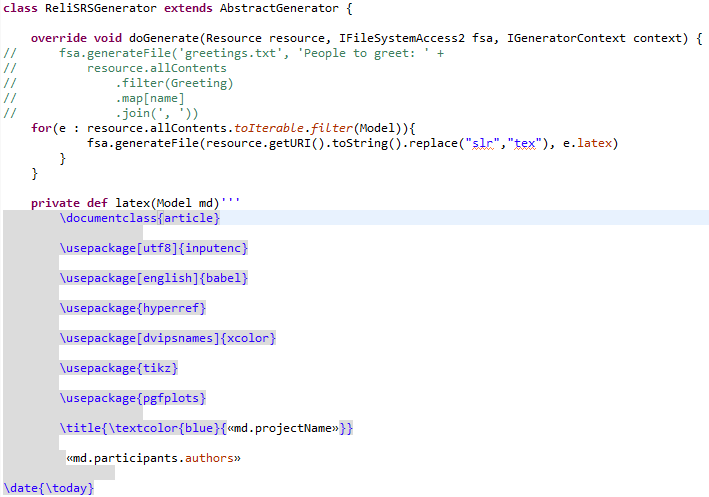 class ReliSRSGenerator extends AbstractGenerator {
override void doGenerate(Resource resource, IFileSystemAccess2 fsa, IGeneratorContext context) {
// fsa.generateFile('greetings.txt', 'People to greet: ' +
// resource.allContents
// .filter(Greeting)
// .map[name]
// .join(', '))
for(e : resource.allContents.toIterable.filter(Model)){
fsa.generateFile(resource.getURI().toString().replace("slr","tex"), e.latex)
}
}
private def latex(Model md)'''
\documentclass{article}
\usepackage[utf8]{inputenc}
\usepackage[english]{babel}
\usepackage{hyperref}
\usepackage[dvipsnames]{xcolor}
\usepackage{tikz}
\usepackage{pgfplots}
\title{\textcolor{blue}{«md.projectName»}}
«md.participants.authors»
\date{\today}